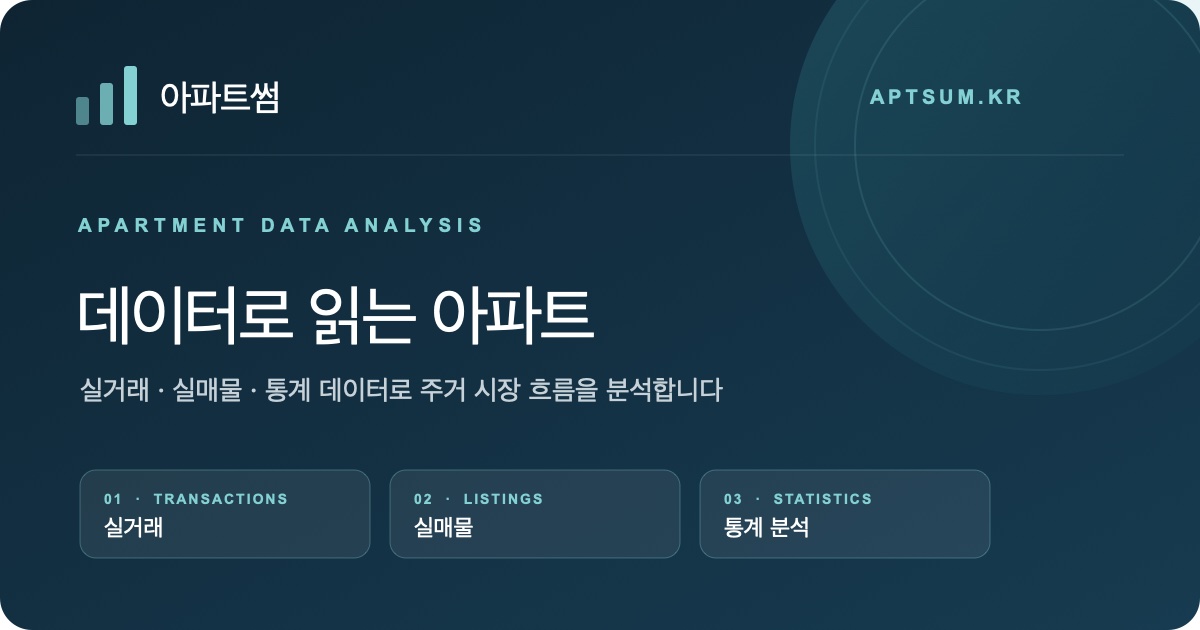 아파트썸
APTSUM.KR
APARTMENT DATA ANALYSIS
데이터로 읽는 아파트
실거래 · 실매물 · 통계 데이터로 주거 시장 흐름을 분석합니다
01 · TRANSACTIONS
실거래
02 · LISTINGS
실매물
03 · STATISTICS
통계 분석